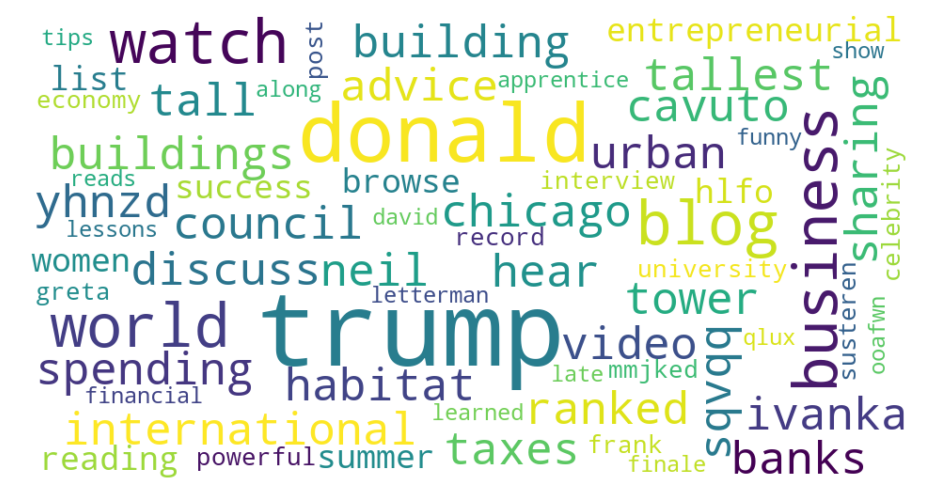 tips watch post building entrepreneurial
show
list advice apprentice tallest
economy tall along donald cavuto business sharing
buildings urban funny
reads success browse interview hlfo celebrity
yhnzd council david chicago blog
lessons record
women discuss neil hear university
greta letterman tower susteren
world trump video sqvqq qlux ooafwn
spending habitat late mmjked
financial learned ranked ivanka
international taxes frank
reading powerful summer finale banks